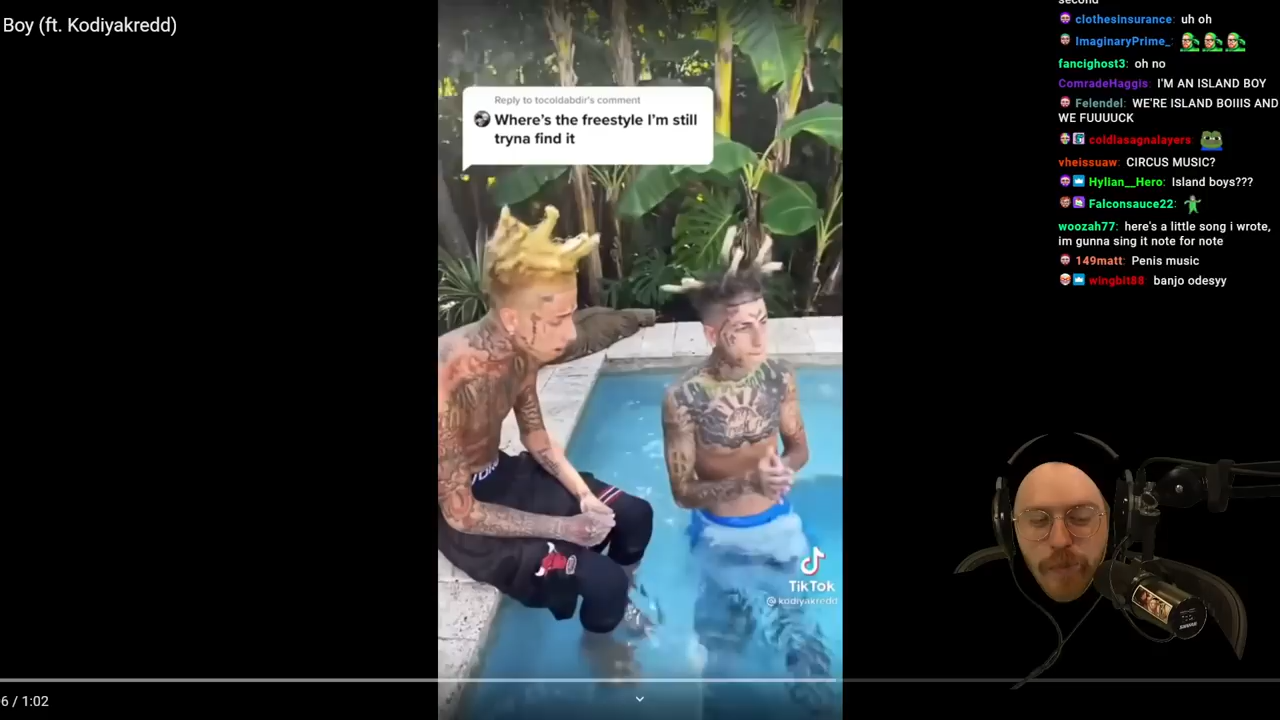 Boy (ft. Kodiyakredd)
Reply to tocoldabdir's comment
Where's the freestyle I'm still
tryna find it
TikTok
@kodiyakredd
6 / 1:02
second
clothesinsurance: uh oh
ImaginaryPrime_:
fancighost3: oh no
ComradeHaggis: I'M AN ISLAND BOY
Felendel: WE'RE ISLAND BOIIIS AND
WE FUUUUCK
coldlasagnalayers
vheissuaw: CIRCUS MUSIC?
Hylian__Hero: Island boys???
Falconsauce22:
woozah77: here's a little song i wrote,
im gunna sing it note for note
149matt: Penis music
wingbit88 banjo odesyy